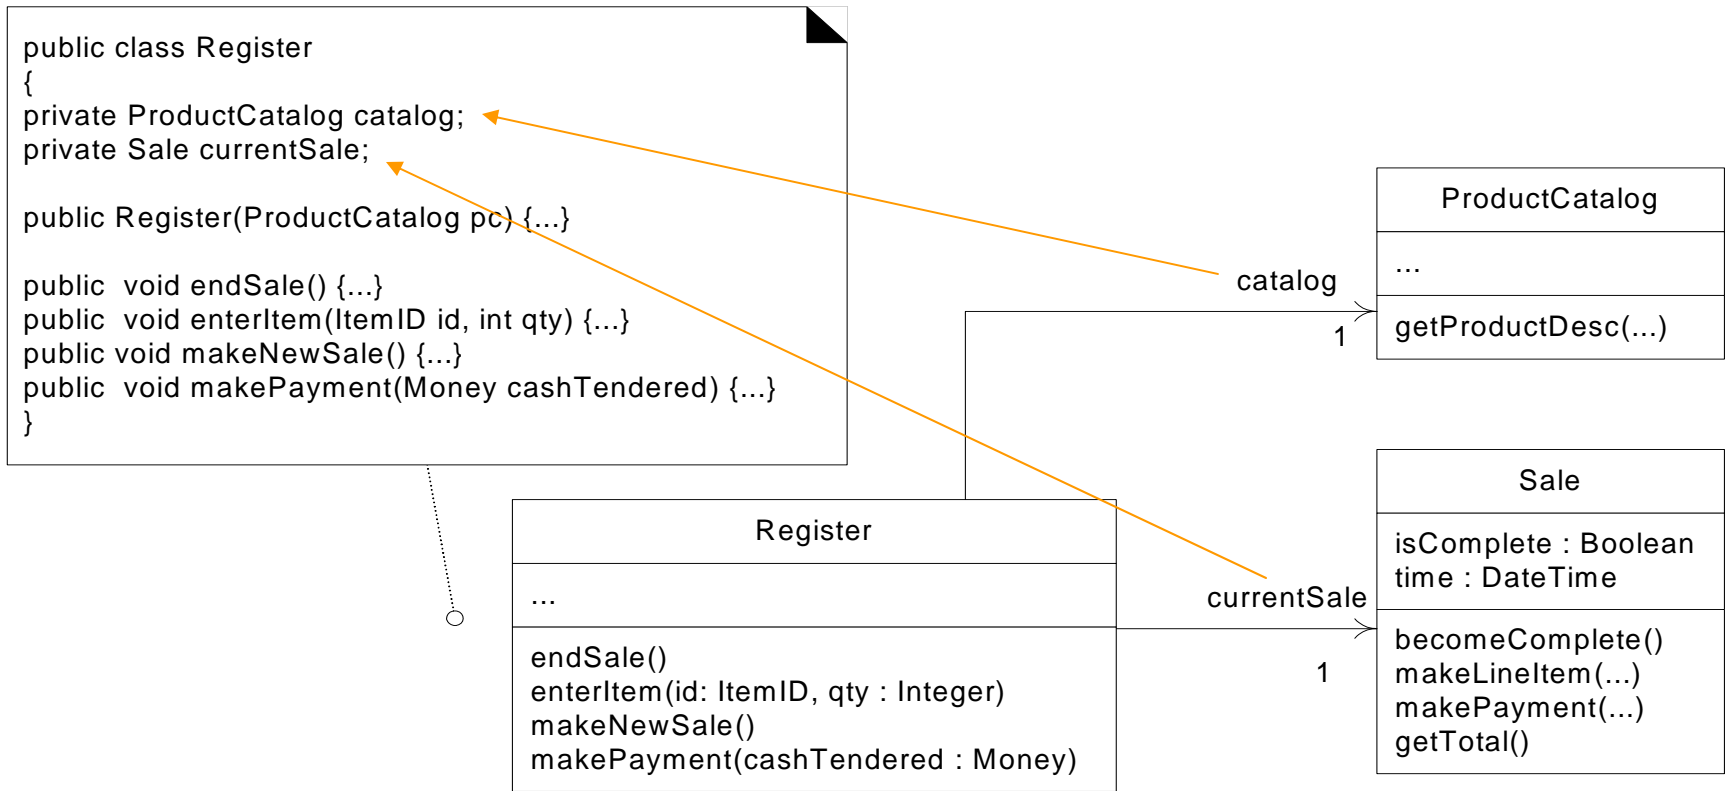 public class Register
{
private ProductCatalog catalog;
private Sale currentSale;
public Register(ProductCatalog pc) {...}
public  void endSale() {...}
public  void enterItem(ItemID id, int qty) {...}
public void makeNewSale() {...}
public  void makePayment(Money cashTendered) {...}
}
ProductCatalog
...
getProductDesc(...)
catalog
1
Sale
isComplete : Boolean
time : DateTime
becomeComplete()
makeLineItem(...)
makePayment(...)
getTotal()
currentSale
1
Register
...
endSale()
enterItem(id: ItemID, qty : Integer)
makeNewSale()
makePayment(cashTendered : Money)